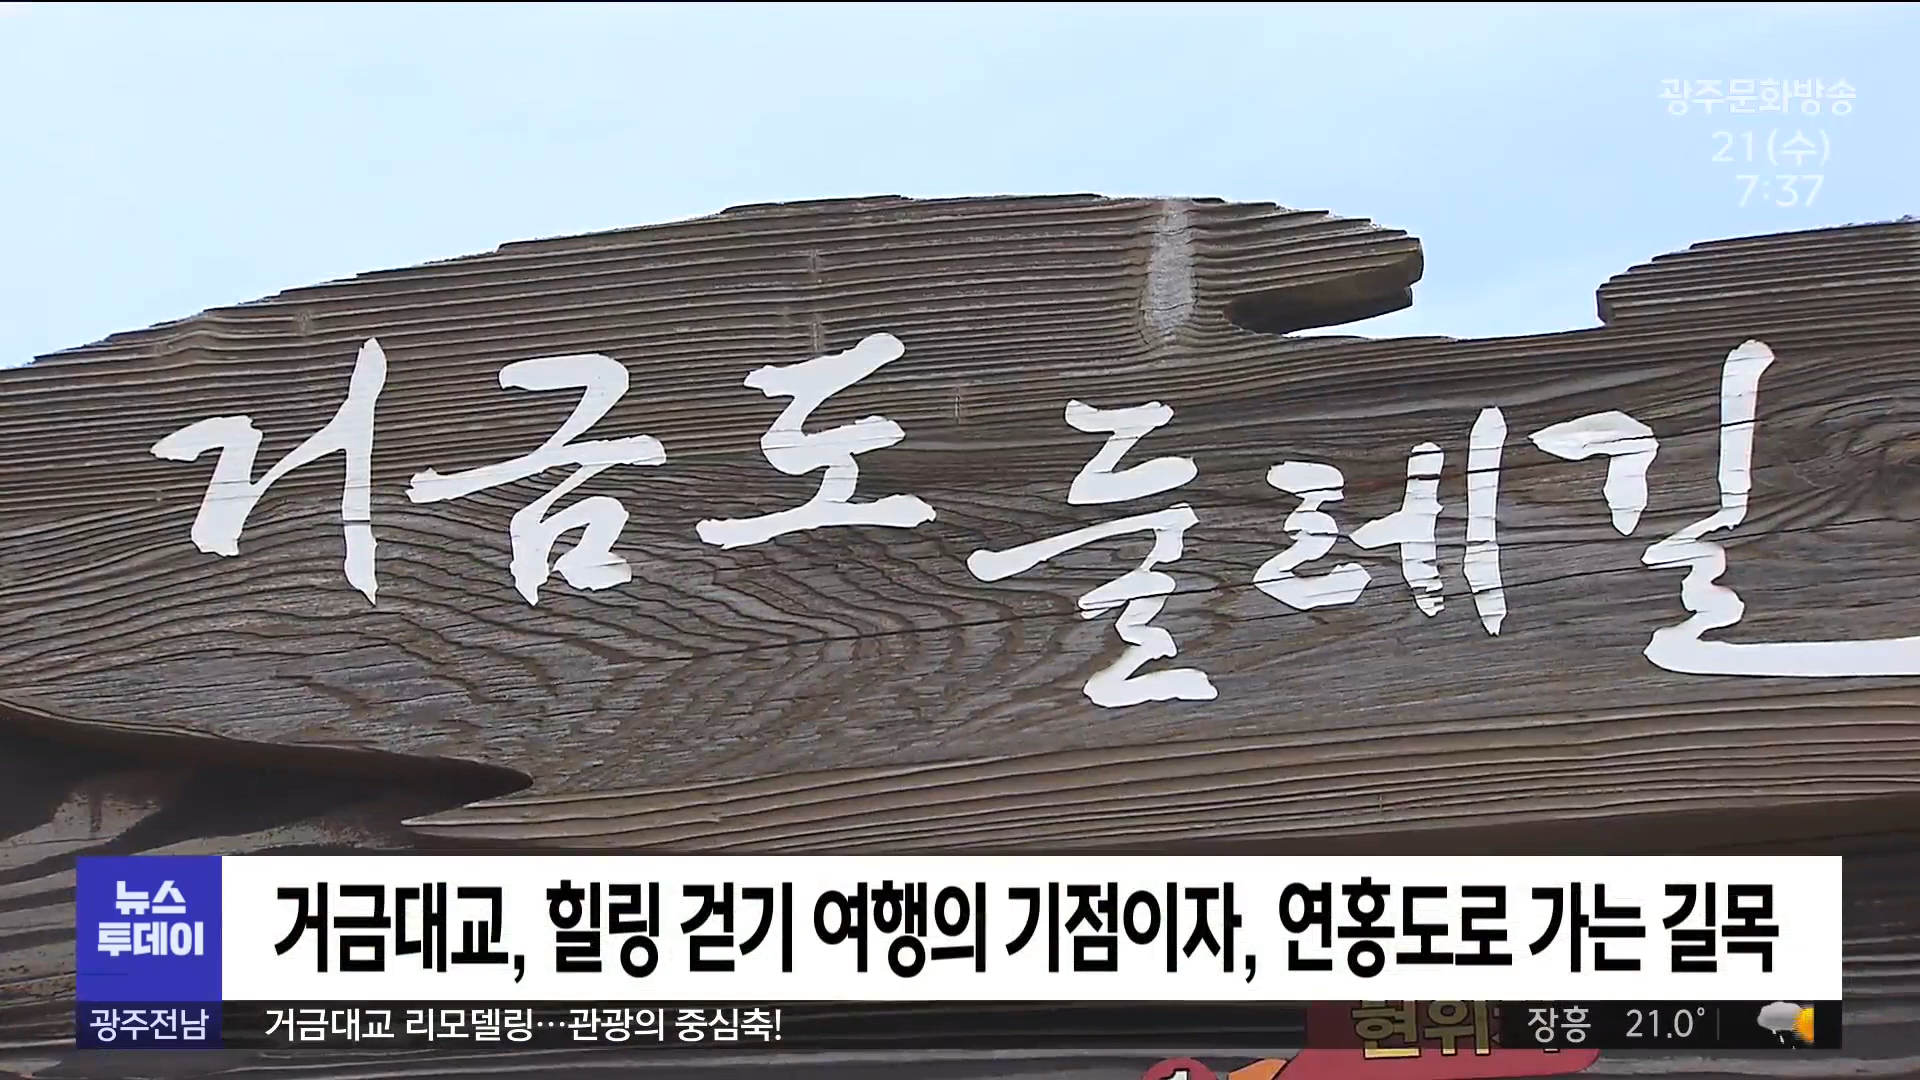 광주문화방송
21(수)
7:37
거금도 둘레길
뉴스
투데이
거금대교, 힐링 걷기 여행의 기점이자, 연홍도로 가는 길목
광주전남
거금대교 리모델링…관광의 중심축!
장흥 21.0°
현위
1